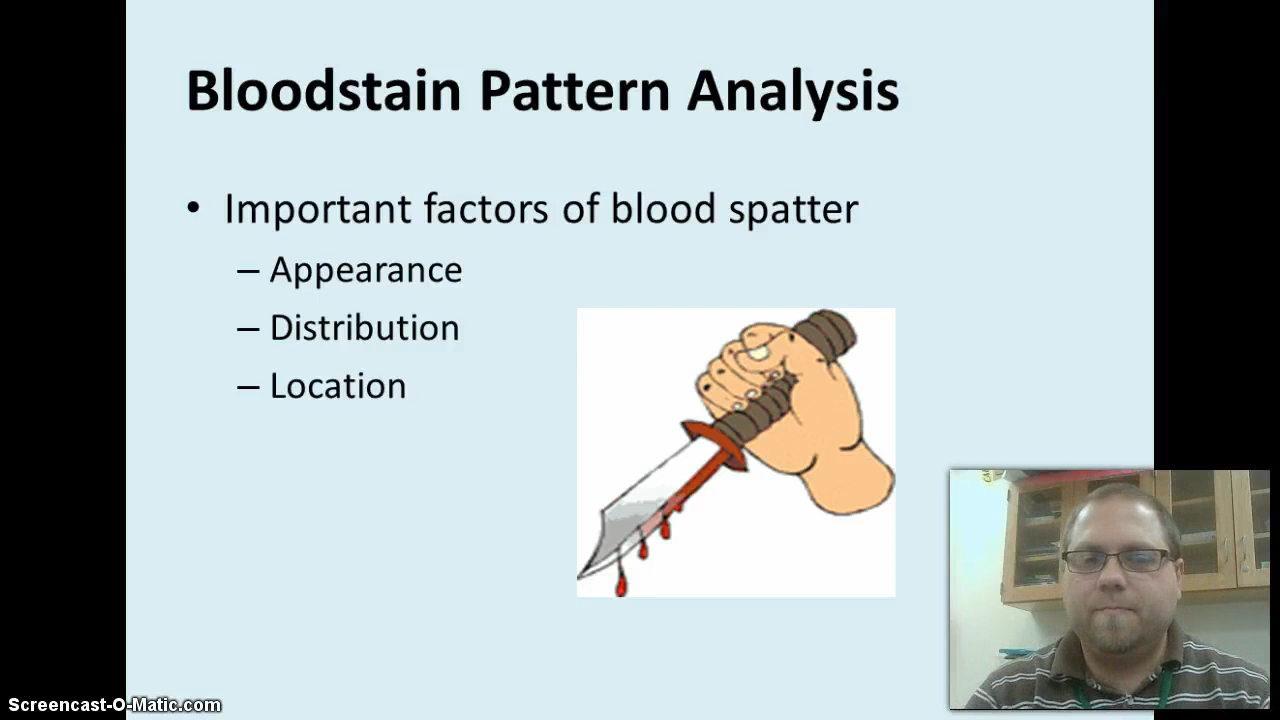 Bloodstain Pattern Analysis
• Important factors of blood spatter
– Appearance
– Distribution
– Location
Screencast-O-Matic.com